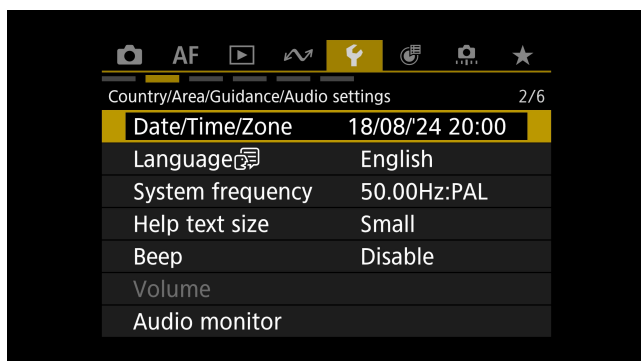 AF
Country/Area/Guidance/Audio settings 2/6
Date/Time/Zone 18/08/'24 20:00
Language English
System frequency 50.00Hz:PAL
Help text size Small
Beep Disable
Volume
Audio monitor